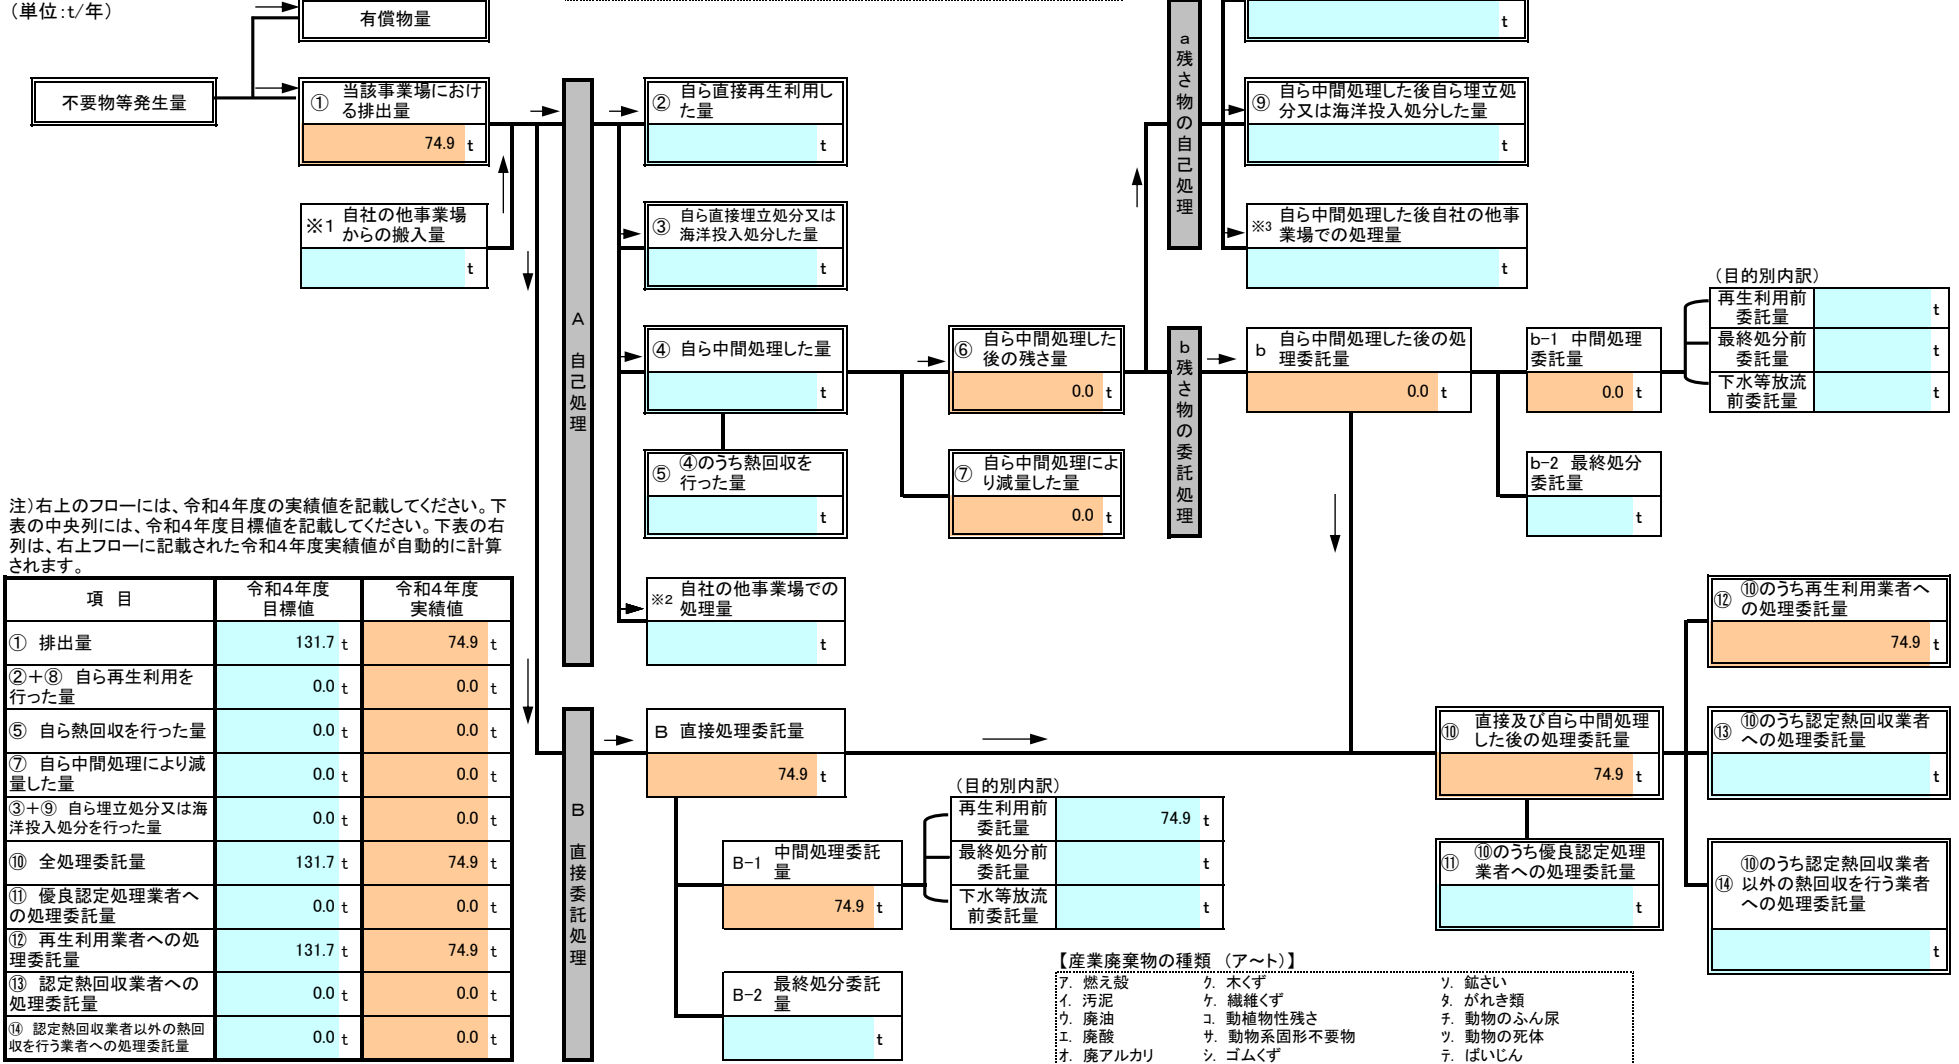 （単位：t/年）
有償物量
不要物等発生量
① 当該事業場におけ
る排出量
74.9 t
※1 自社の他事業場
からの搬入量
t
A 自己処理
② 自ら直接再生利用し
た量
t
③ 自ら直接埋立処分又は
海洋投入処分した量
t
④ 自ら中間処理した量
t
⑤ ④のうち熱回収を
行った量
t
※2 自社の他事業場での
処理量
t
⑥ 自ら中間処理した
後の残さ量
0.0 t
⑦ 自ら中間処理によ
り減量した量
0.0 t
a 残さ物の自己処理
t
⑨ 自ら中間処理した後自ら埋立処
分又は海洋投入処分した量
t
※3 自ら中間処理した後自社の他事
業場での処理量
t
b 残さ物の委託処理
b 自ら中間処理した後の処
理委託量
0.0 t
b-1 中間処理
委託量
0.0 t
b-2 最終処分
委託量
t
（目的別内訳）
再生利用前
委託量
t
最終処分前
委託量
t
下水等放流
前委託量
t
注）右上のフローには、令和４年度の実績値を記載してください。下
表の中央列には、令和４年度目標値を記載してください。下表の右
列は、右上フローに記載された令和４年度実績値が自動的に計算
されます。
項 目
令和４年度
目標値
令和４年度
実績値
① 排出量 131.7 t 74.9 t
②＋⑧ 自ら再生利用を
行った量 0.0 t 0.0 t
⑤ 自ら熱回収を行った量 0.0 t 0.0 t
⑦ 自ら中間処理により減
量した量 0.0 t 0.0 t
③＋⑨ 自ら埋立処分又は海
洋投入処分を行った量 0.0 t 0.0 t
⑩ 全処理委託量 131.7 t 74.9 t
⑪ 優良認定処理業者へ
の処理委託量 0.0 t 0.0 t
⑫ 再生利用業者への処
理委託量 131.7 t 74.9 t
⑬ 認定熱回収業者への
処理委託量 0.0 t 0.0 t
⑭ 認定熱回収業者以外の熱回
収を行う業者への処理委託量 0.0 t 0.0 t
B 直接委託処理
B 直接処理委託量
74.9 t
B-1 中間処理委託
量
74.9 t
B-2 最終処分委託
量
t
（目的別内訳）
再生利用前
委託量
74.9 t
最終処分前
委託量
t
下水等放流
前委託量
t
⑩ 直接及び自ら中間処理
した後の処理委託量
74.9 t
⑪ ⑩のうち優良認定処理
業者への処理委託量
t
⑫ ⑩のうち再生利用業者へ
の処理委託量
74.9 t
⑬ ⑩のうち認定熱回収業者
への処理委託量
t
⑭ ⑩のうち認定熱回収業者
以外の熱回収を行う業者
への処理委託量
t
【産業廃棄物の種類 （ア～ト）】
ア. 燃え殻 ク. 木くず ソ. 鉱さい
イ. 汚泥 ケ. 繊維くず タ. がれき類
ウ. 廃油 コ. 動植物性残さ チ. 動物のふん尿
エ. 廃酸 サ. 動物系固形不要物 ツ. 動物の死体
オ. 廃アルカリ シ. ゴムくず テ. ばいじん